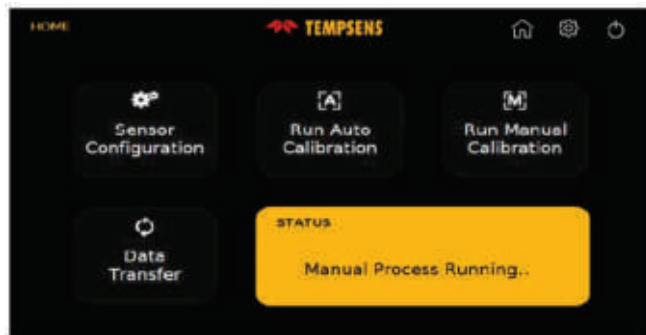 HOME
TEMPSENS
[A]
[M]
Sensor
Configuration
Run Auto
Calibration
Run Manual
Calibration
Data
Transfer
STATUS
Manual Process Running..